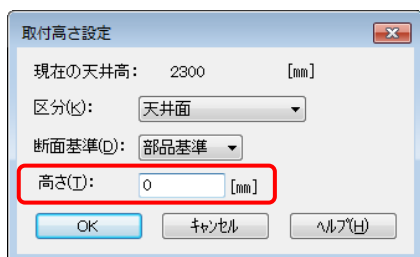 取付高さ設定
現在の天井高: 2300 [mm]
区分(K): 天井面
断面基準(D): 部品基準
高さ(T): 0 [mm]
OK キャンセル ヘルプ(H)